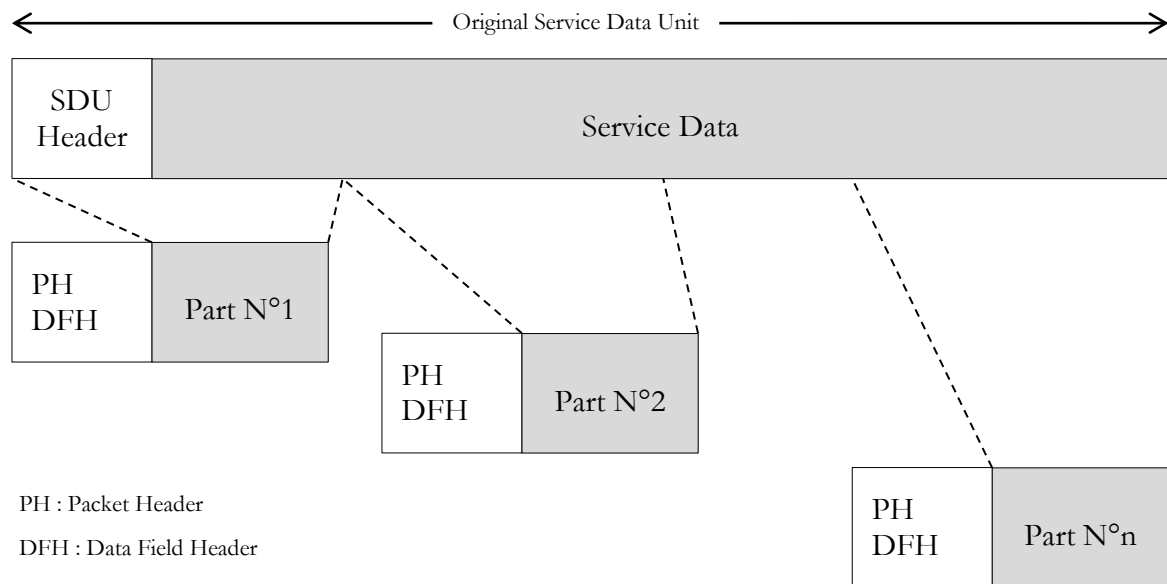 Original Service Data Unit
SDU
Header
Service Data
PH
DFH
Part N°1
PH
DFH
Part N°2
PH
DFH
Part N°n
PH : Packet Header
DFH : Data Field Header